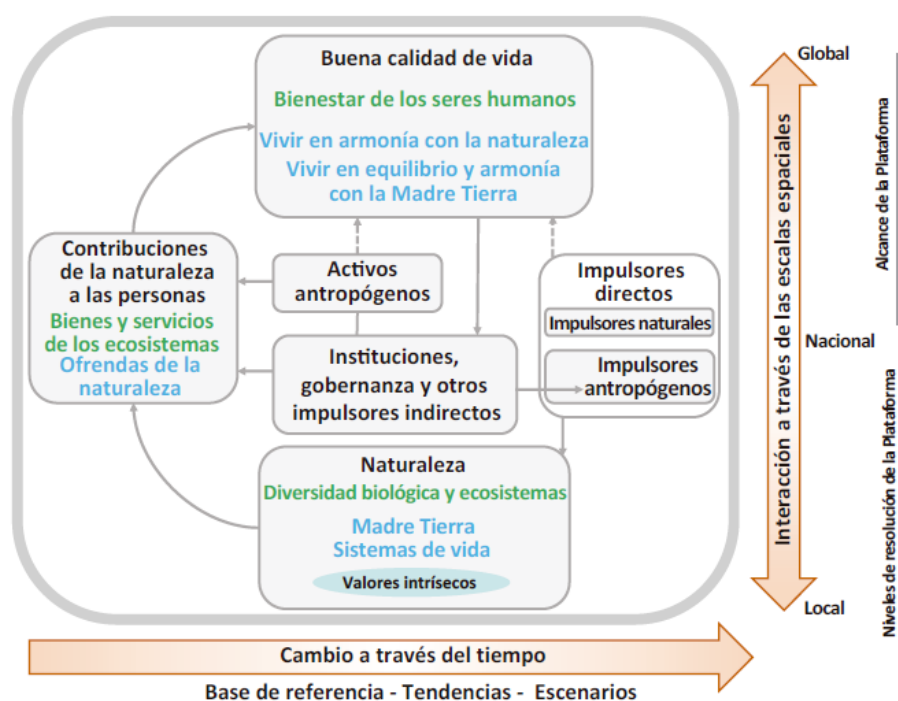 Buena calidad de vida
Bienestar de los seres humanos
Vivir en armonía con la naturaleza
Vivir en equilibrio y armonía
con la Madre Tierra
Contribuciones
de la naturaleza
a las personas
Bienes y servicios
de los ecosistemas
Ofrendas de la
naturaleza
Activos
antropógenos
Impulsores
directos
Impulsores naturales
Impulsores
antropógenos
Instituciones,
gobernanza y otros
impulsores indirectos
Naturaleza
Diversidad biológica y ecosistemas
Madre Tierra
Sistemas de vida
Valores intrísecos
Global
Nacional
Local
Interacción a través de las escalas espaciales
Alcance de la Plataforma
Niveles de resolución de la Plataforma
Cambio a través del tiempo
Base de referencia - Tendencias - Escenarios